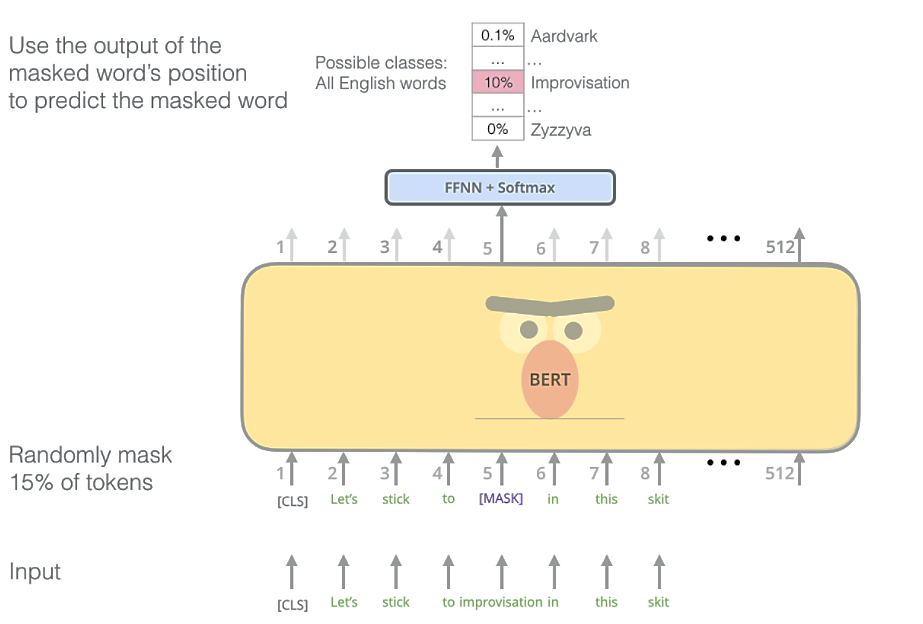 Use the output of the
masked word's position
to predict the masked word
Possible classes:
All English words
0.1% Aardvark
... ...
10% Improvisation
... ...
0% Zyzzyva
FFNN + Softmax
1 2 3 4 5 6 7 8 ••• 512
BERT
Randomly mask
15% of tokens
1 2 3 4 5 6 7 8 ••• 512
[CLS] Let's stick to [MASK] in this skit
Input
[CLS] Let's stick to improvisation in this skit